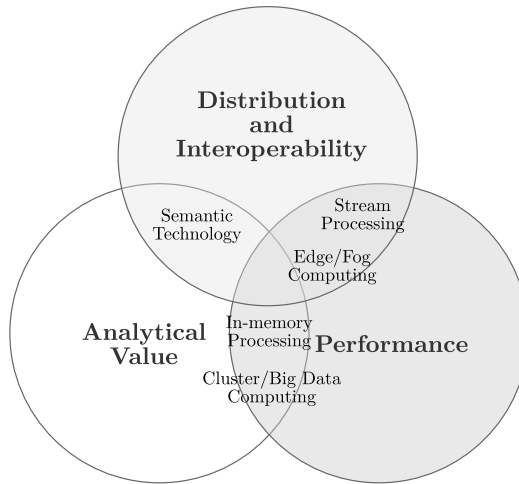 Distribution
and
Interoperability
Semantic
Technology
Stream
Processing
Edge/Fog
Computing
Analytical
Value
In-memory
Processing
Performance
Cluster/Big Data
Computing